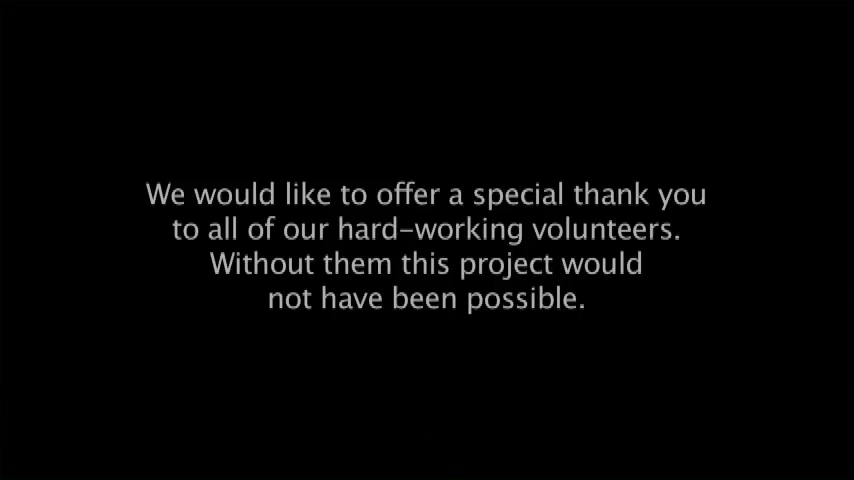 We would like to offer a special thank you
to all of our hard-working volunteers.
Without them this project would
not have been possible.